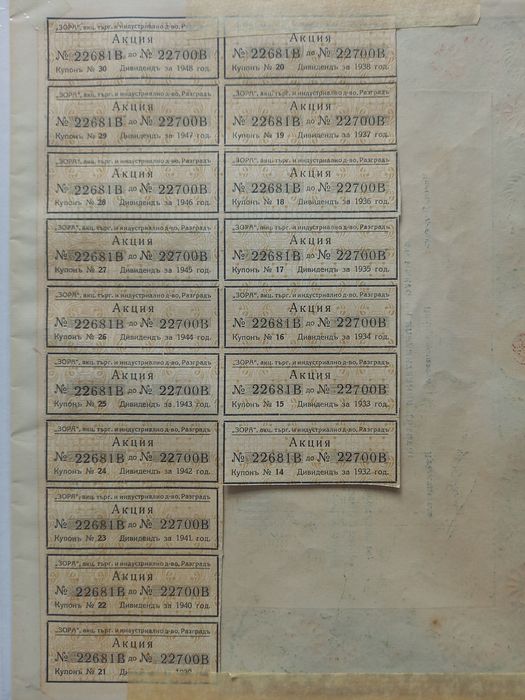 „ЗОРА", акц. търг. и индустриално д-во, Разградъ
Акция
№ 22681В до № 22700В
Купонъ № 30 Дивидендъ за 1948 год.
„ЗОРА", акц. търг. и индустриално д-во, Разградъ
Акция
№ 22681В до № 22700В
Купонъ № 29 Дивидендъ за 1947 год.
„ЗОРА", акц. търг. и индустриално д-во, Разградъ
Акция
№ 22681В до № 22700В
Купонъ № 28 Дивидендъ за 1946 год.
„ЗОРА", акц. търг. и индустриално д-во, Разградъ
Акция
№ 22681В до № 22700В
Купонъ № 27 Дивидендъ за 1945 год.
„ЗОРА", акц. търг. и индустриално д-во, Разградъ
Акция
№ 22681В до № 22700В
Купонъ № 26 Дивидендъ за 1944 год.
„ЗОРА", акц. търг. и индустриално д-во, Разградъ
Акция
№ 22681В до № 22700В
Купонъ № 25 Дивидендъ за 1943 год.
„ЗОРА", акц. търг. и индустриално д-во, Разградъ
Акция
№ 22681В до № 22700В
Купонъ № 24 Дивидендъ за 1942 год.
„ЗОРА", акц. търг. и индустриално д-во, Разградъ
Акция
№ 22681В до № 22700В
Купонъ № 23 Дивидендъ за 1941 год.
„ЗОРА", акц. търг. и индустриално д-во, Разградъ
Акция
№ 22681В до № 22700В
Купонъ № 22 Дивидендъ за 1940 год.
„ЗОРА", акц. търг. и индустриално д-во, Разградъ
Акция
№ 22681В до № 22700В
Купонъ № 21
Акция
№ 22681В до № 22700В
Купонъ № 20 Дивидендъ за 1938 год.
„ЗОРА", акц. търг. и индустриално д-во, Разградъ
Акция
№ 22681В до № 22700В
Купонъ № 19 Дивидендъ за 1937 год.
„ЗОРА", акц. търг. и индустриално д-во, Разградъ
Акция
№ 22681В до № 22700В
Купонъ № 18 Дивидендъ за 1936 год.
„ЗОРА", акц. търг. и индустриално д-во, Разградъ
Акция
№ 22681В до № 22700В
Купонъ № 17 Дивидендъ за 1935 год.
„ЗОРА", акц. търг. и индустриално д-во, Разградъ
Акция
№ 22681В до № 22700В
Купонъ № 16 Дивидендъ за 1934 год.
„ЗОРА", акц. търг. и индустриално д-во, Разградъ
Акция
№ 22681В до № 22700В
Купонъ № 15 Дивидендъ за 1933 год.
„ЗОРА", акц. търг. и индустриално д-во, Разградъ
Акция
№ 22681В до № 22700В
Купонъ № 14 Дивидендъ за 1932 год.